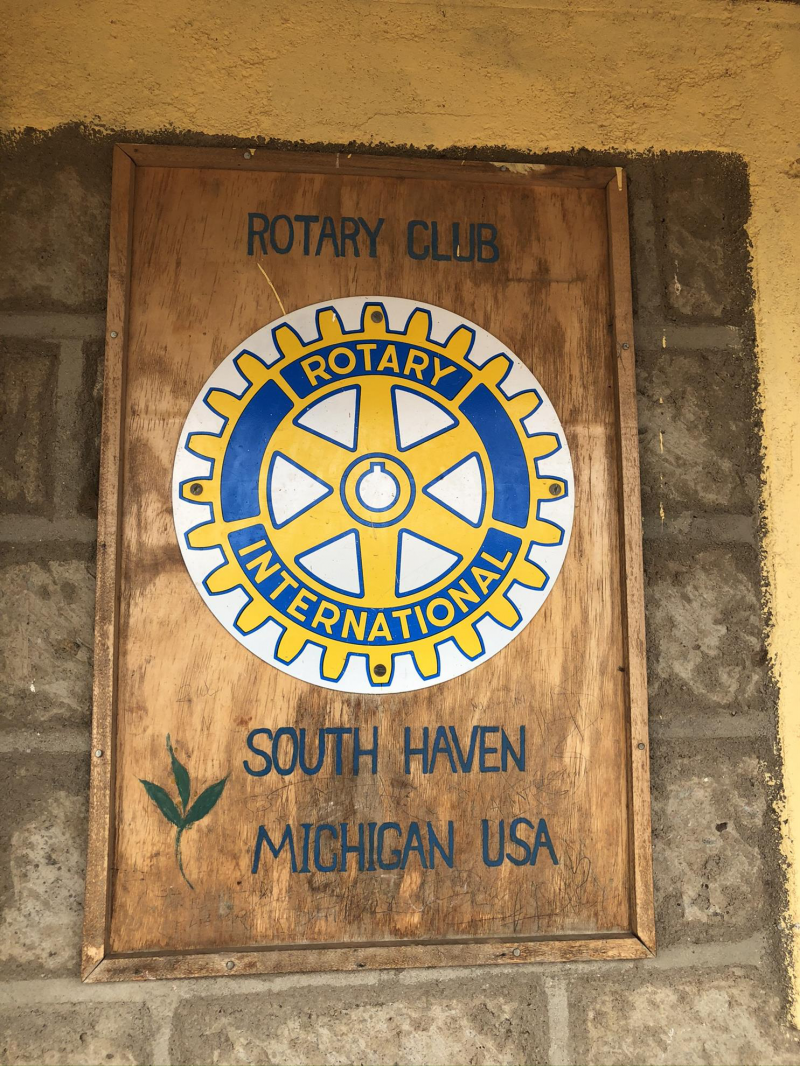 ROTARY CLUB
ROTARY
INTERNATIONAL
SOUTH HAVEN
MICHIGAN USA